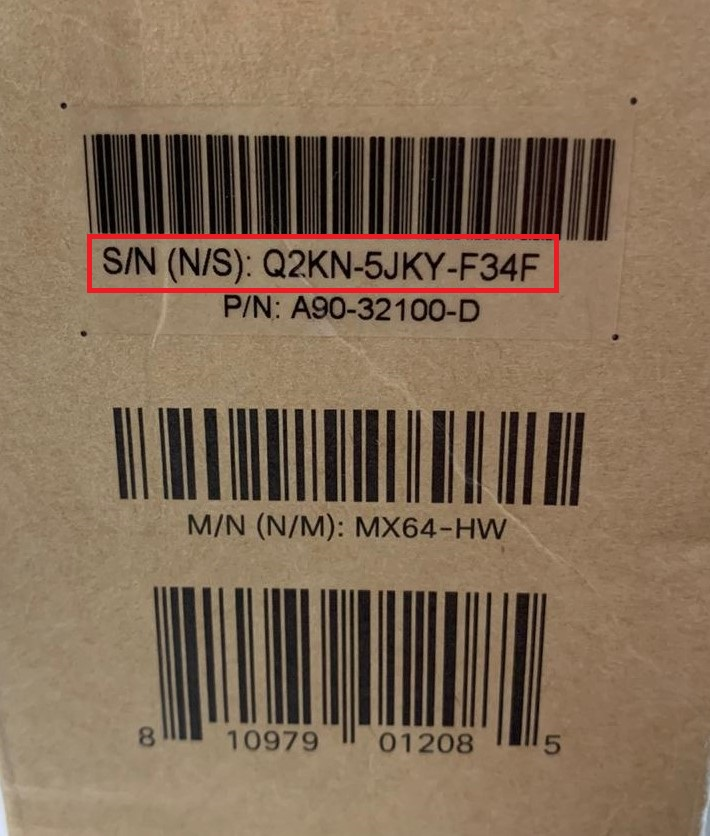 S/N (N/S): Q2KN-5JKY-F34F
P/N: A90-32100-D
M/N (N/M): MX64-HW
8 10979 01208 5